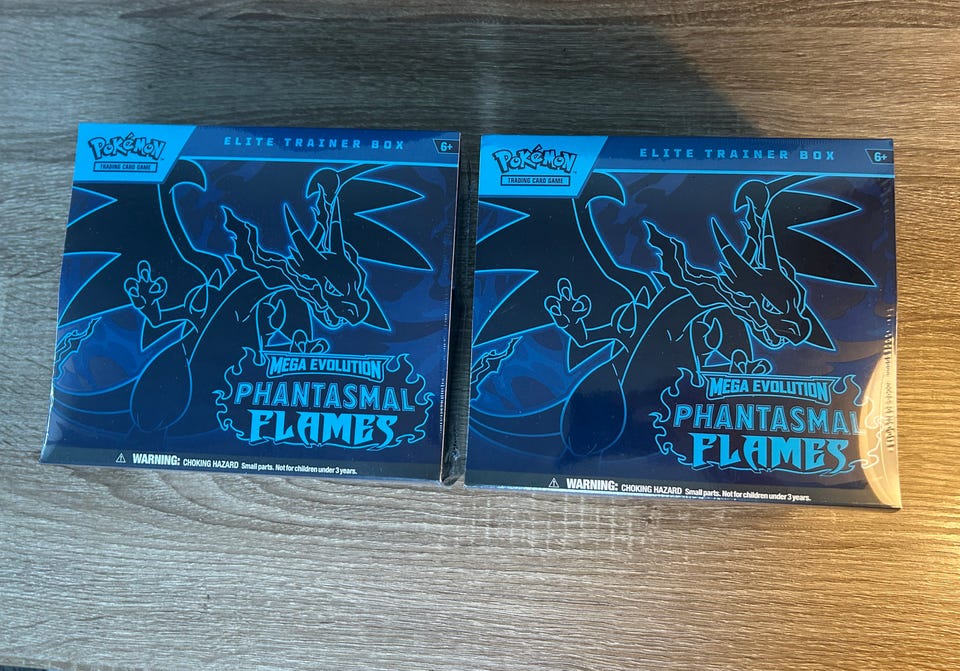 Pokémon
TRADING CARD GAME
ELITE TRAINER BOX
6+
MEGA EVOLUTION
PHANTASMAL
FLAMES
WARNING: CHOKING HAZARD Small parts. Not for children under 3 years.
Pokémon
TRADING CARD GAME
ELITE TRAINER BOX
6+
MEGA EVOLUTION
PHANTASMAL
FLAMES
WARNING: CHOKING HAZARD Small parts. Not for children under 3 years.